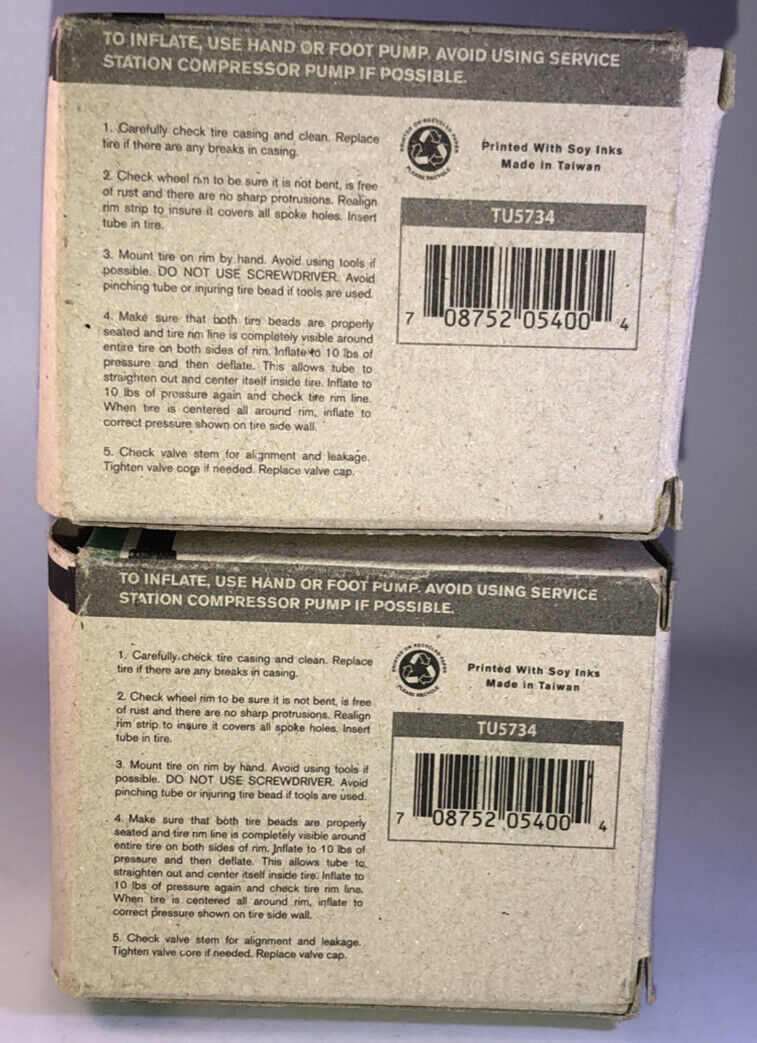 TO INFLATE, USE HAND OR FOOT PUMP. AVOID USING SERVICE
STATION COMPRESSOR PUMP IF POSSIBLE.
1. Carefully check tire casing and clean. Replace
tire if there are any breaks in casing.
2. Check wheel rim to be sure it is not bent, is free
of rust and there are no sharp protrusions. Realign
rim strip to insure it covers all spoke holes. Insert
tube in tire.
3. Mount tire on rim by hand. Avoid using tools if
possible. DO NOT USE SCREWDRIVER. Avoid
pinching tube or injuring tire bead if tools are used.
4. Make sure that both tire beads are properly
seated and tire rim line is completely visible around
entire tire on both sides of rim. Inflate to 10 lbs of
pressure and then deflate. This allows tube to
straighten out and center itself inside tire. Inflate to
10 lbs of pressure again and check tire rim line.
When tire is centered all around rim, inflate to
correct pressure shown on tire side wall.
5. Check valve stem for alignment and leakage.
Tighten valve core if needed. Replace valve cap.
PRINTED ON RECYCLED PAPER
PLEASE RECYCLE
Printed With Soy Inks
Made in Taiwan
TU5734
7 08752 05400 4
TO INFLATE, USE HAND OR FOOT PUMP. AVOID USING SERVICE
STATION COMPRESSOR PUMP IF POSSIBLE.
1. Carefully check tire casing and clean. Replace
tire if there are any breaks in casing.
2. Check wheel rim to be sure it is not bent, is free
of rust and there are no sharp protrusions. Realign
rim strip to insure it covers all spoke holes. Insert
tube in tire.
3. Mount tire on rim by hand. Avoid using tools if
possible. DO NOT USE SCREWDRIVER. Avoid
pinching tube or injuring tire bead if tools are used.
4. Make sure that both tire beads are properly
seated and tire rim line is completely visible around
entire tire on both sides of rim. Inflate to 10 lbs of
pressure and then deflate. This allows tube to
straighten out and center itself inside tire. Inflate to
10 lbs of pressure again and check tire rim line.
When tire is centered all around rim, inflate to
correct pressure shown on tire side wall.
5. Check valve stem for alignment and leakage.
Tighten valve core if needed. Replace valve cap.
PRINTED ON RECYCLED PAPER
PLEASE RECYCLE
Printed With Soy Inks
Made in Taiwan
TU5734
7 08752 05400 4